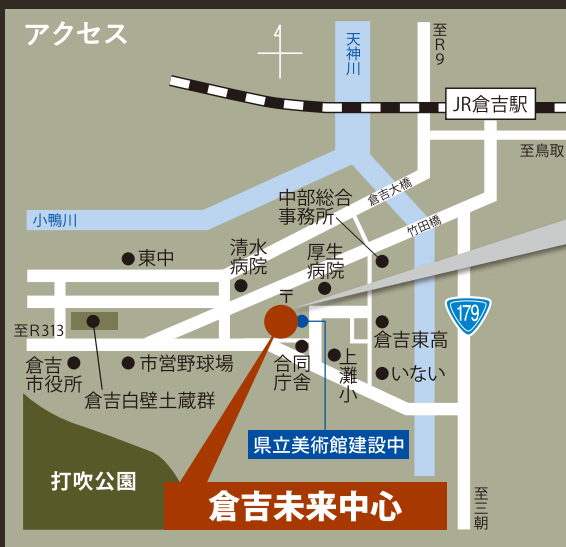 アクセス
4
天神川
至R9
JR倉吉駅
至鳥取
倉吉大橋
中部総合
事務所
竹田橋
小鴨川
東中
清水
病院
厚生
病院
〒
179
至R313
倉吉東高
倉吉
市役所
市営野球場
合同
庁舎
上灘小
いない
倉吉白壁土蔵群
県立美術館建設中
打吹公園
倉吉未来中心
至三朝